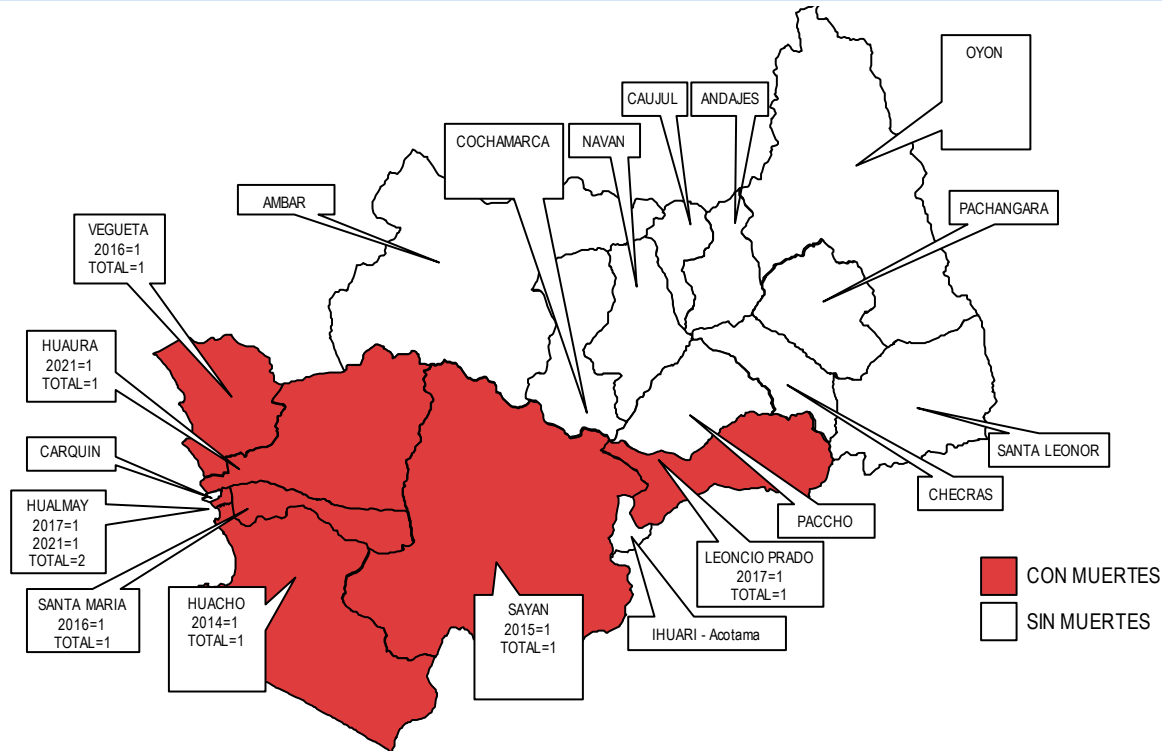 OYON
CAUJUL
ANDAJES
COCHAMARCA
NAVAN
AMBAR
PACHANGARA
VEGUETA
2016=1
TOTAL=1
HUAURA
2021=1
TOTAL=1
CARQUIN
HUALMAY
2017=1
2021=1
TOTAL=2
SANTA MARIA
2016=1
TOTAL=1
HUACHO
2014=1
TOTAL=1
SAYAN
2015=1
TOTAL=1
LEONCIO PRADO
2017=1
TOTAL=1
IHUARI - Acotama
PACCHO
CHECRAS
SANTA LEONOR
CON MUERTES
SIN MUERTES